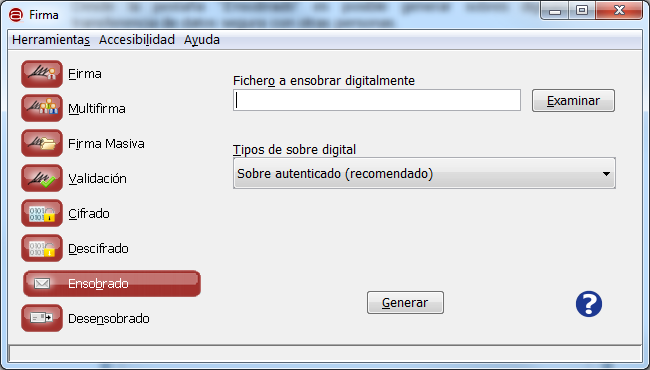 Firma
Herramientas Accesibilidad Ayuda
Firma
Multifirma
Firma Masiva
Validación
Cifrado
Descifrado
Ensobrado
Desensobrado
Fichero a ensobrar digitalmente
Examinar
Tipos de sobre digital
Sobre autenticado (recomendado)
Generar